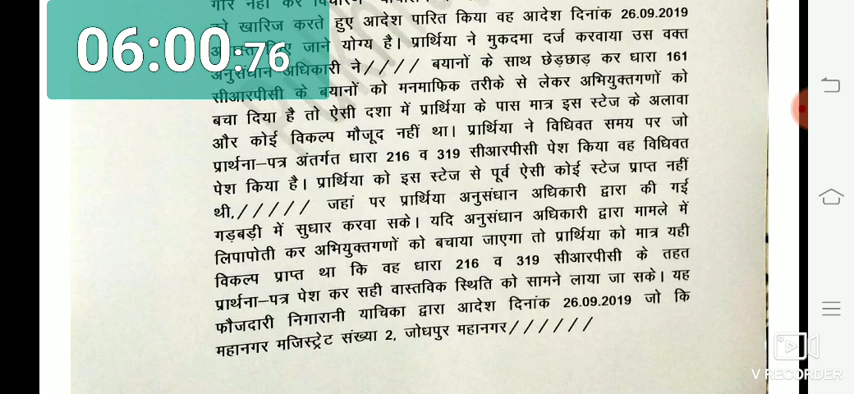 को खारिज करते हुए आदेश पारित किया वह आदेश दिनांक 26.09.2019
जाने योग्य है। प्रार्थिया ने मुकदमा दर्ज करवाया उस वक्त
06:00:76
अनुसंधान अधिकारी ने//// बयानों के साथ छेड़छाड़ कर धारा 161
सीआरपीसी के बयानों को मनमाफिक तरीके से लेकर अभियुक्तगणों को
बचा दिया है तो ऐसी दशा में प्रार्थिया के पास मात्र इस स्टेज के अलावा
और कोई विकल्प मौजूद नहीं था। प्रार्थिया ने विधिवत समय पर जो
प्रार्थना–पत्र अंतर्गत धारा 216 व 319 सीआरपीसी पेश किया वह विधिवत
पेश किया है। प्रार्थिया को इस स्टेज से पूर्व ऐसी कोई स्टेज प्राप्त नहीं
थी,///// जहां पर प्रार्थिया अनुसंधान अधिकारी द्वारा की गई
गड़बड़ी में सुधार करवा सके। यदि अनुसंधान अधिकारी द्वारा मामले में
लिपापोती कर अभियुक्तगणों को बचाया जाएगा तो प्रार्थिया को मात्र यही
विकल्प प्राप्त था कि वह धारा 216 व 319 सीआरपीसी के तहत
प्रार्थना–पत्र पेश कर सही वास्तविक स्थिति को सामने लाया जा सके। यह
फौजदारी निगारानी याचिका द्वारा आदेश दिनांक 26.09.2019 जो कि
महानगर मजिस्ट्रेट संख्या 2, जोधपुर महानगर//////
V RECORDER